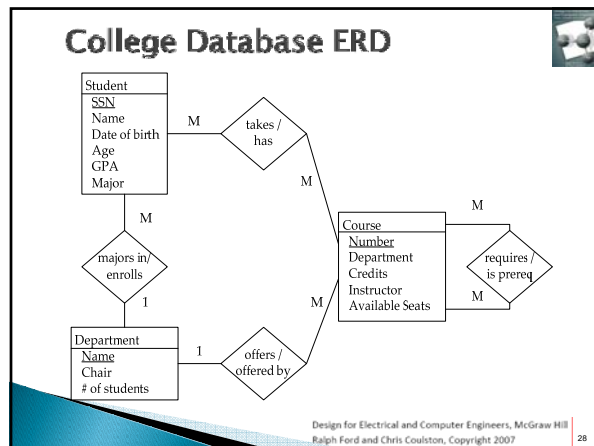 College Database ERD
Student
SSN
Name
Date of birth
Age
GPA
Major
M
takes /
has
M
M
majors in/
enrolls
1
Course
Number
Department
Credits
Instructor
Available Seats
M
requires /
is prereq
M
Department
Name
Chair
# of students
1
offers /
offered by
M
Design for Electrical and Computer Engineers, McGraw Hill
Ralph Ford and Chris Coulston, Copyright 2007
28